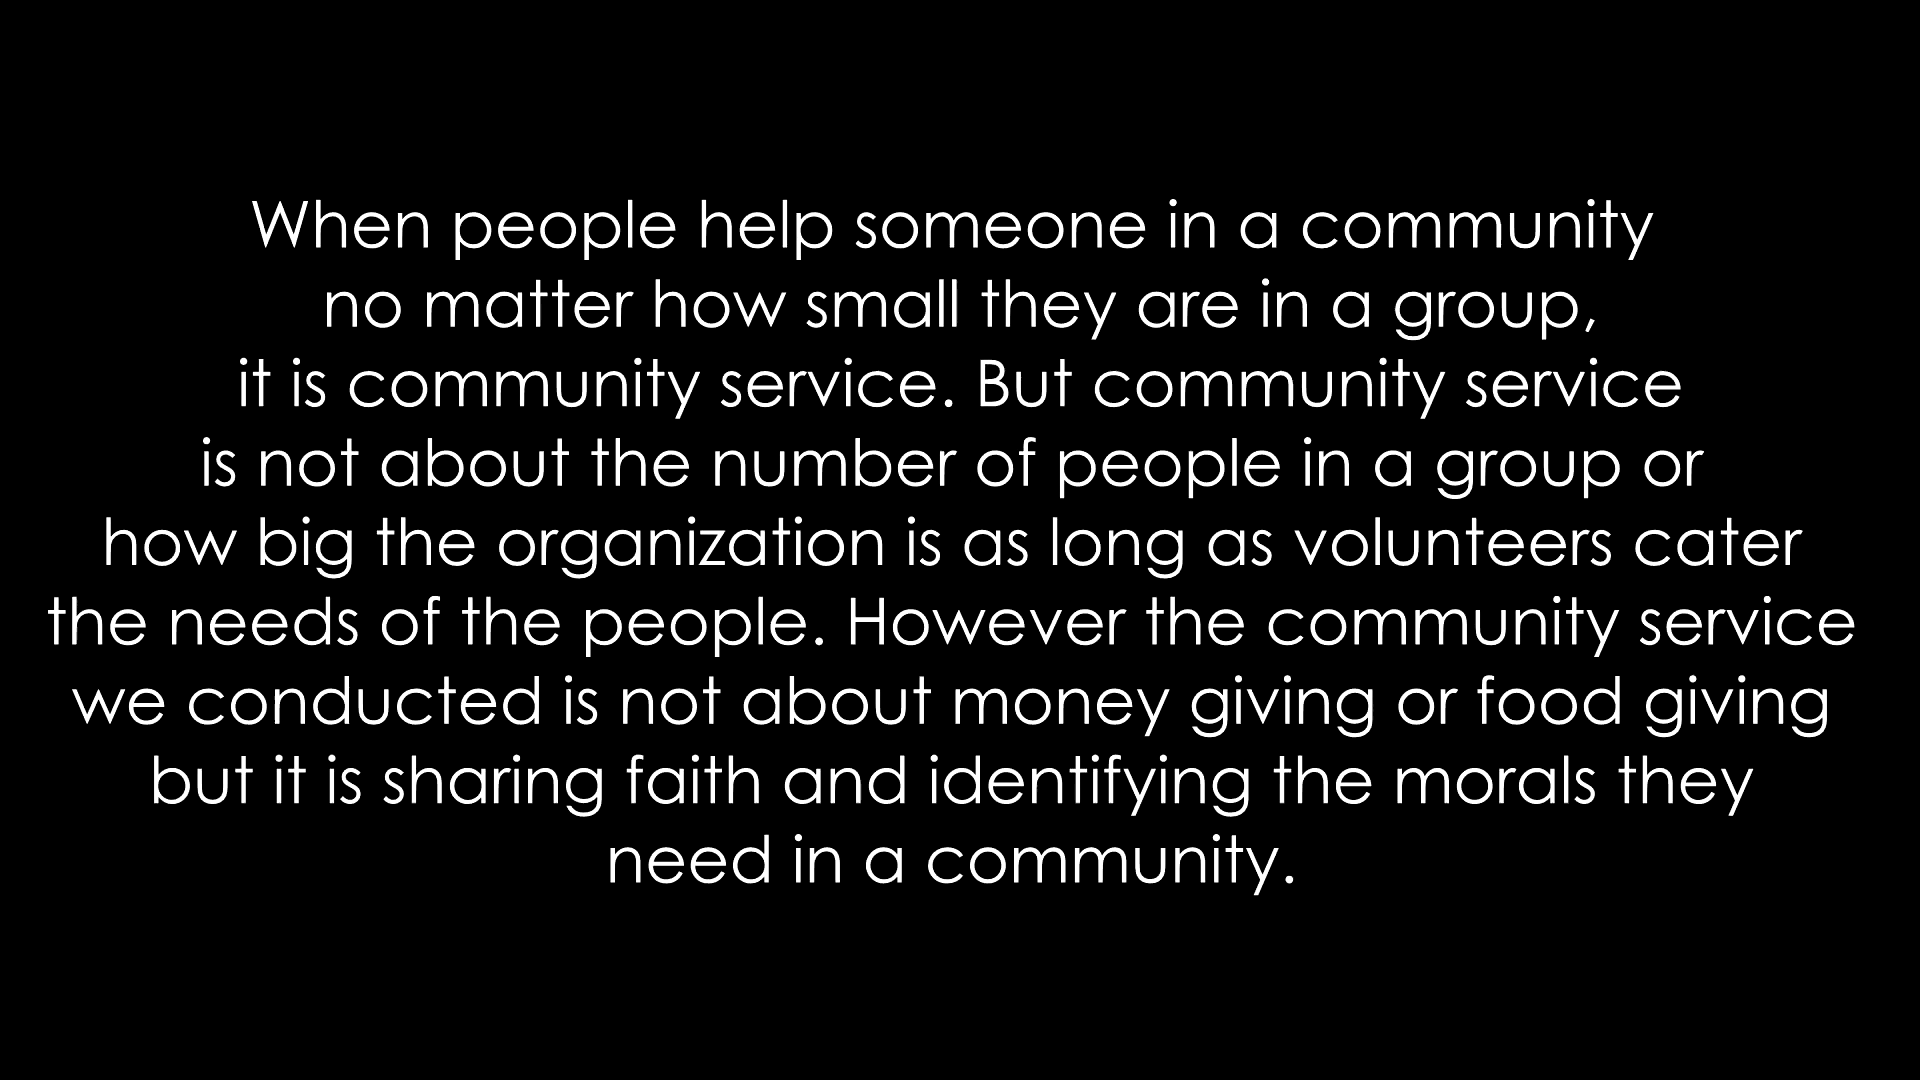 When people help someone in a community
no matter how small they are in a group,
it is community service. But community service
is not about the number of people in a group or
how big the organization is as long as volunteers cater
the needs of the people. However the community service
we conducted is not about money giving or food giving
but it is sharing faith and identifying the morals they
need in a community.